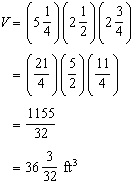 V = (5 1/4)(2 1/2)(2 3/4)
= (21/4)(5/2)(11/4)
= 1155/32
= 36 3/32 ft³